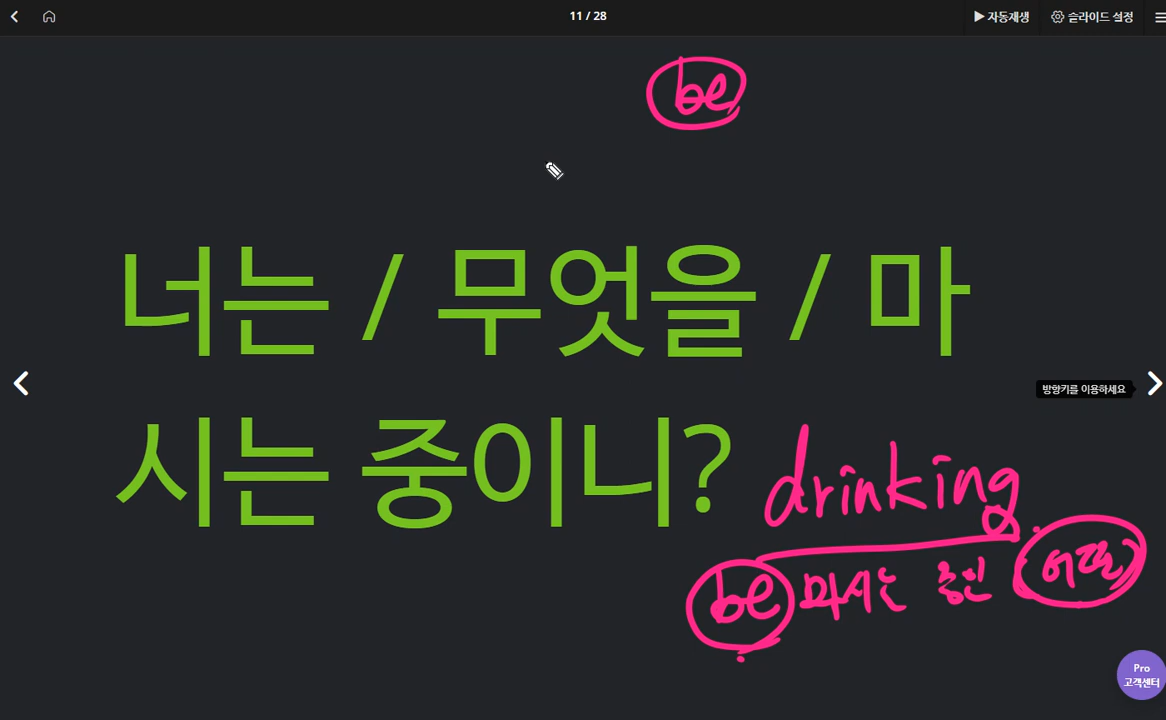 11 / 28
▶ 자동재생
슬라이드 설정
be
너는 / 무엇을 / 마
방향키를 이용하세요
시는 중이니?
drinking
be 마시는 중인
Pro
고객센터